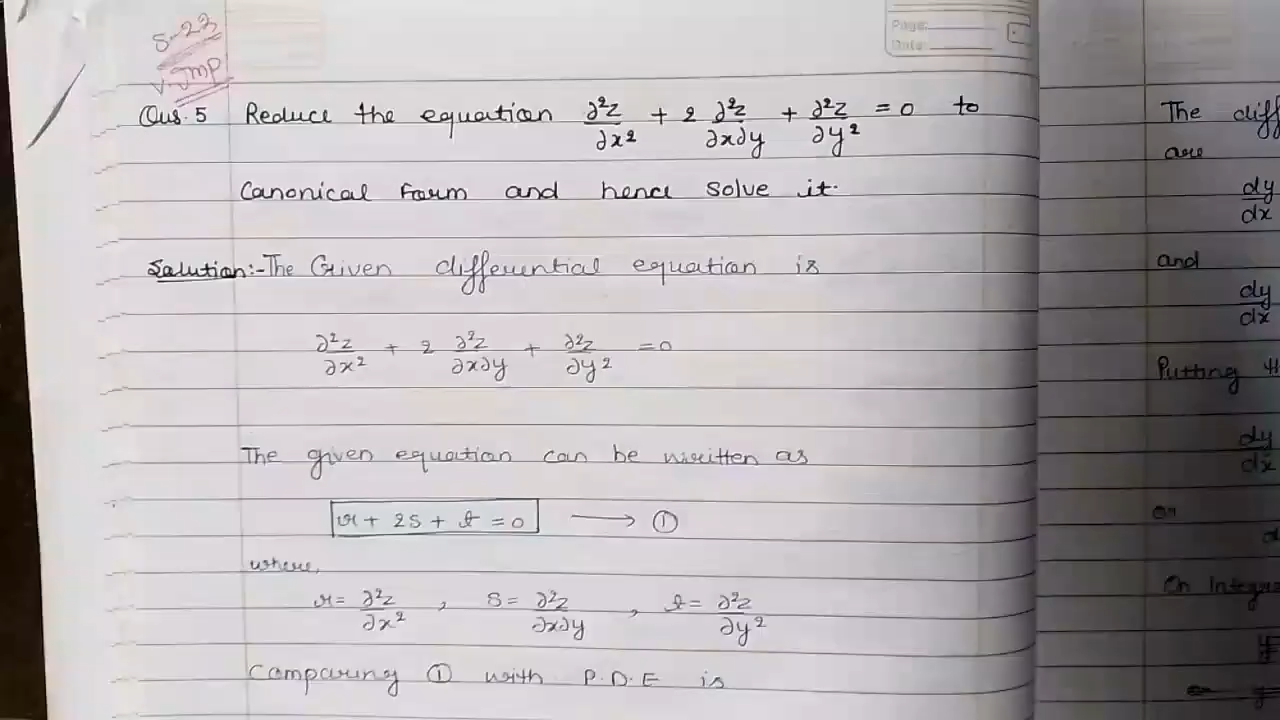 S-23
V.Imp
Page:
Date:
Qus. 5 Reduce the equation ∂²z/∂x² + 2 ∂²z/∂x∂y + ∂²z/∂y² = 0 to
Canonical Form and hence solve it.
Solution:- The Given differential equation is
∂²z/∂x² + 2 ∂²z/∂x∂y + ∂²z/∂y² = 0
The given equation can be written as
r + 2s + t = 0 ⟶ ①
where,
r = ∂²z/∂x² , s = ∂²z/∂x∂y , t = ∂²z/∂y²
Comparing ① with P.D.E is
The
are
dy/dx
and
dy/dx
Putting
dy/dx
or
On